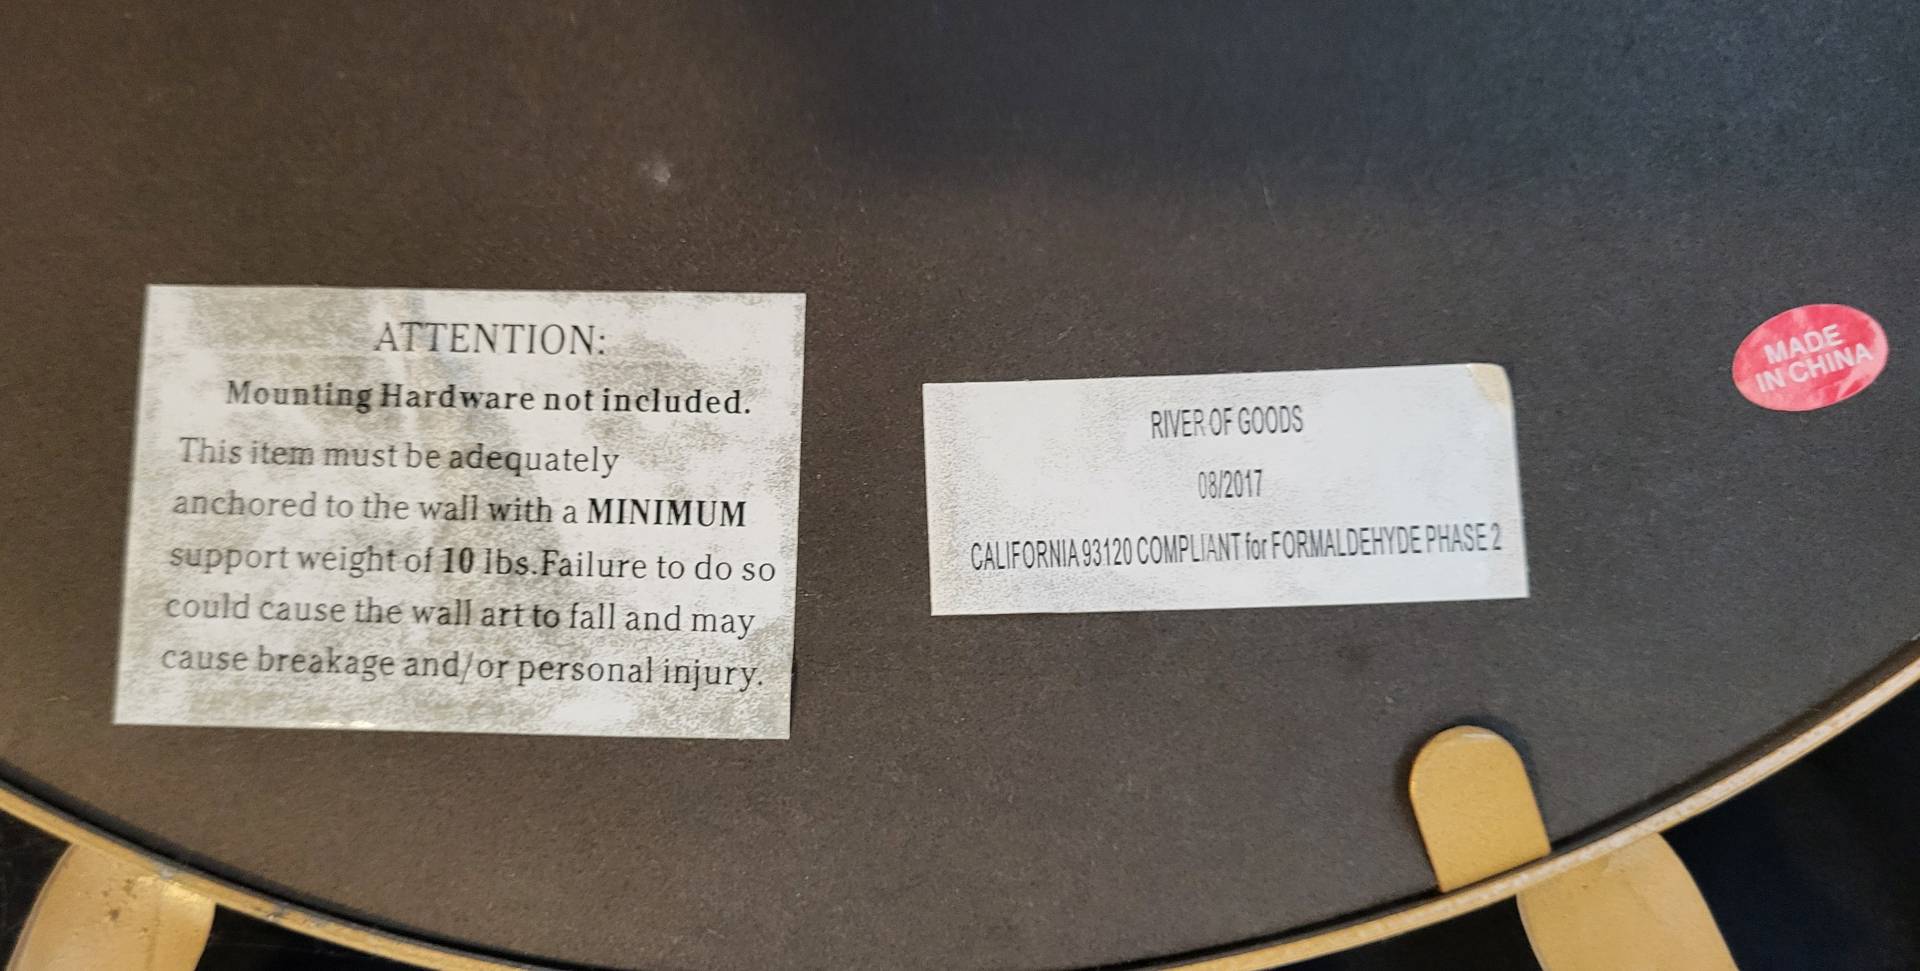 ATTENTION:
Mounting Hardware not included.
This item must be adequately
anchored to the wall with a MINIMUM
support weight of 10 lbs.Failure to do so
could cause the wall art to fall and may
cause breakage and/or personal injury.
RIVER OF GOODS
08/2017
CALIFORNIA 93120 COMPLIANT for FORMALDEHYDE PHASE 2
MADE
IN CHINA